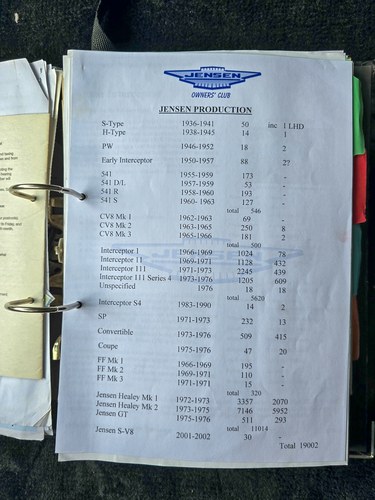 JENSEN
OWNERS' CLUB
JENSEN PRODUCTION
S-Type 1936-1941 50 inc 1 LHD
H-Type 1938-1945 14 1
PW 1946-1952 18 2
Early Interceptor 1950-1957 88 27
541 1955-1959 173 -
541 D/L 1957-1959 53 -
541 R 1958-1960 193 -
541 S 1960-1963 127 -
total 546
CV8 Mk 1 1962-1963 69 -
CV8 Mk 2 1963-1965 250 8
CV8 Mk 3 1965-1966 181 2
total 500
Interceptor 1 1966-1969 1024 78
Interceptor 11 1969-1971 1128 432
Interceptor 111 1971-1973 2245 439
Interceptor 111 Series 4 1973-1976 1205 609
Unspecified 1976 18 18
total 5620
Interceptor S4 1983-1990 14 2
SP 1971-1973 232 13
Convertible 1973-1976 509 415
Coupe 1975-1976 47 20
FF Mk 1 1966-1969 195 -
FF Mk 2 1969-1971 110 -
FF Mk 3 1971-1971 15 -
total 320
Jensen Healey Mk 1 1972-1973 3357 2070
Jensen Healey Mk 2 1973-1975 7146 5952
Jensen GT 1975-1976 511 293
total 11014
Jensen S-V8 2001-2002 30 -
Total 19002